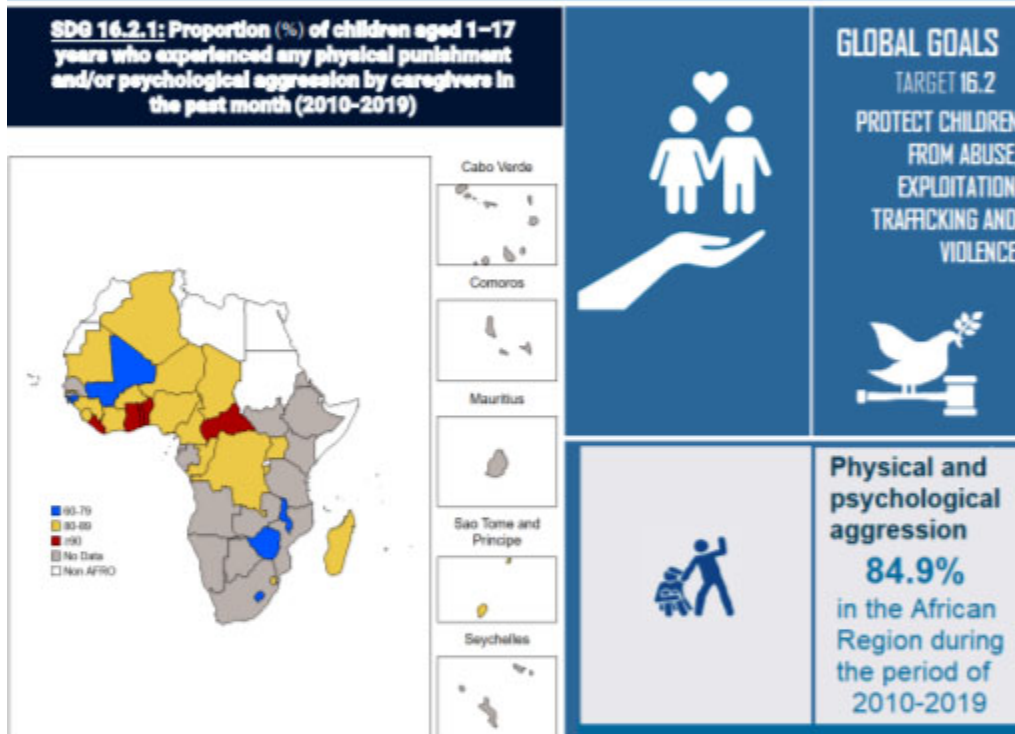 SDG 16.2.1: Proportion (%) of children aged 1–17
years who experienced any physical punishment
and/or psychological aggression by caregivers in
the past month (2010-2019)
Cabo Verde
Comoros
Mauritius
Sao Tome and
Principe
Seychelles
60-79
80-89
≥90
No Data
Non AFRO
GLOBAL GOALS
TARGET 16.2
PROTECT CHILDREN
FROM ABUSE
EXPLOITATION
TRAFFICKING AND
VIOLENCE
Physical and
psychological
aggression
84.9%
in the African
Region during
the period of
2010-2019